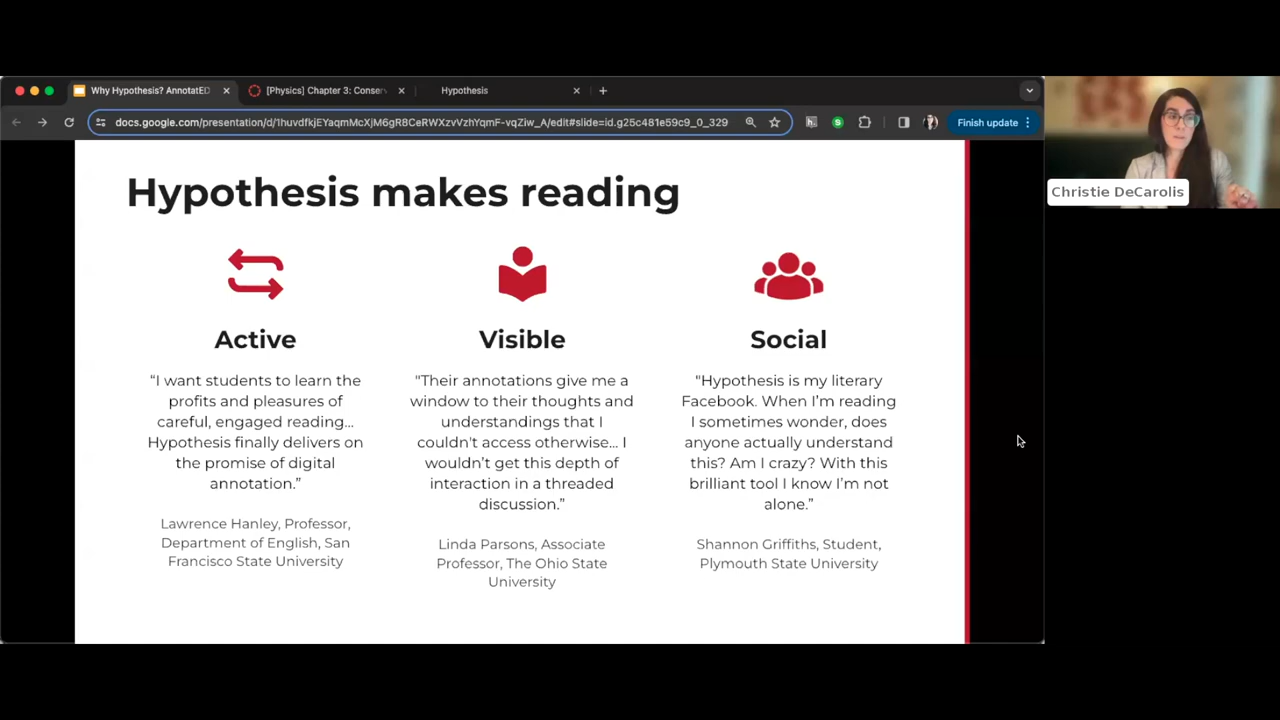 Why Hypothesis? AnnotatED
[Physics] Chapter 3: Conser
Hypothesis
docs.google.com/presentation/d/1huvdfkjEYaqmMcXjM6gRBCeRWXzvVzhYqmF-vqZiw_A/edit#slide=id.g25c481e59c9_0_329
Finish update
Christie DeCarolis
Hypothesis makes reading
Active
“I want students to learn the
profits and pleasures of
careful, engaged reading...
Hypothesis finally delivers on
the promise of digital
annotation.”
Lawrence Hanley, Professor,
Department of English, San
Francisco State University
Visible
"Their annotations give me a
window to their thoughts and
understandings that I
couldn't access otherwise... I
wouldn’t get this depth of
interaction in a threaded
discussion.”
Linda Parsons, Associate
Professor, The Ohio State
University
Social
"Hypothesis is my literary
Facebook. When I’m reading
I sometimes wonder, does
anyone actually understand
this? Am I crazy? With this
brilliant tool I know I’m not
alone.”
Shannon Griffiths, Student,
Plymouth State University